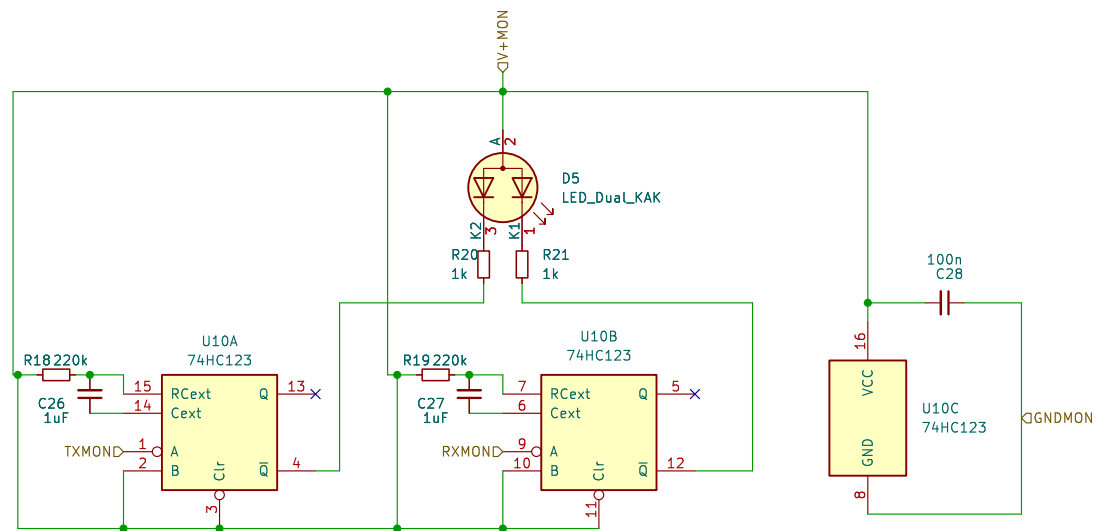 V+MON
A
2
D5
LED_Dual_KAK
K2
3
K1
1
R20
1k
R21
1k
100n
C28
U10A
74HC123
U10B
74HC123
R18 220k
R19 220k
C26
1uF
C27
1uF
15
RCext
Q
13
14
Cext
TXMON
1
A
2
B
Clr
Q
4
3
7
RCext
Q
5
6
Cext
RXMON
9
A
10
B
Clr
Q
12
11
16
VCC
U10C
74HC123
GND
8
GNDMON